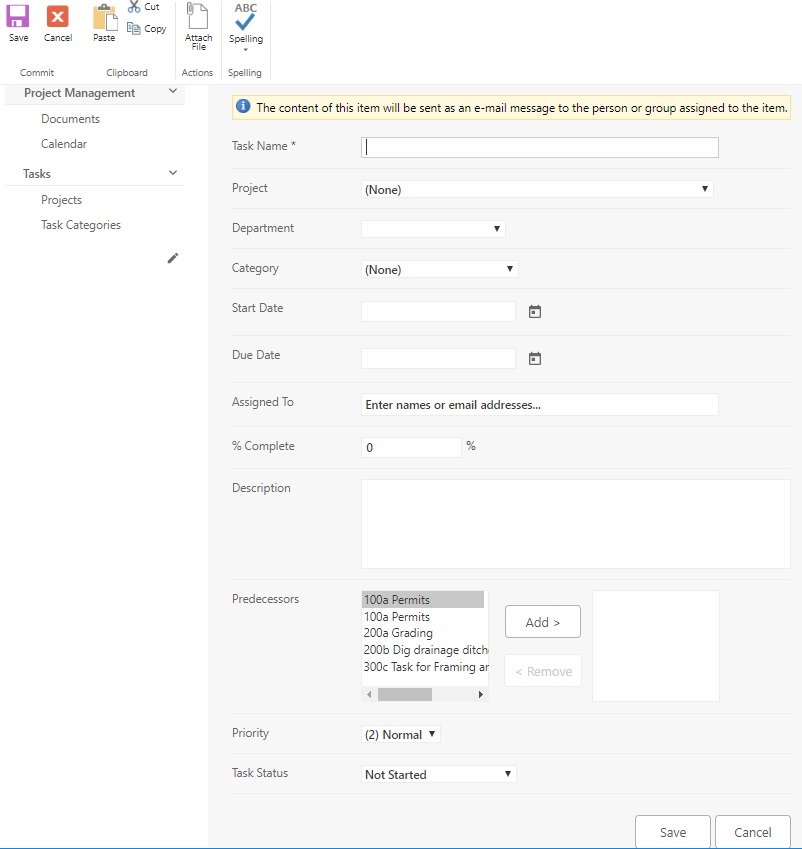 Save
Cancel
Paste
Cut
Copy
Attach
File
ABC
Spelling
Commit
Clipboard
Actions
Spelling
Project Management
Documents
Calendar
Tasks
Projects
Task Categories
The content of this item will be sent as an e-mail message to the person or group assigned to the item.
Task Name *
Project
(None)
Department
Category
(None)
Start Date
Due Date
Assigned To
Enter names or email addresses...
% Complete
0
%
Description
Predecessors
100a Permits
100a Permits
200a Grading
200b Dig drainage ditch
300c Task for Framing ar
Add >
< Remove
Priority
(2) Normal
Task Status
Not Started
Save
Cancel